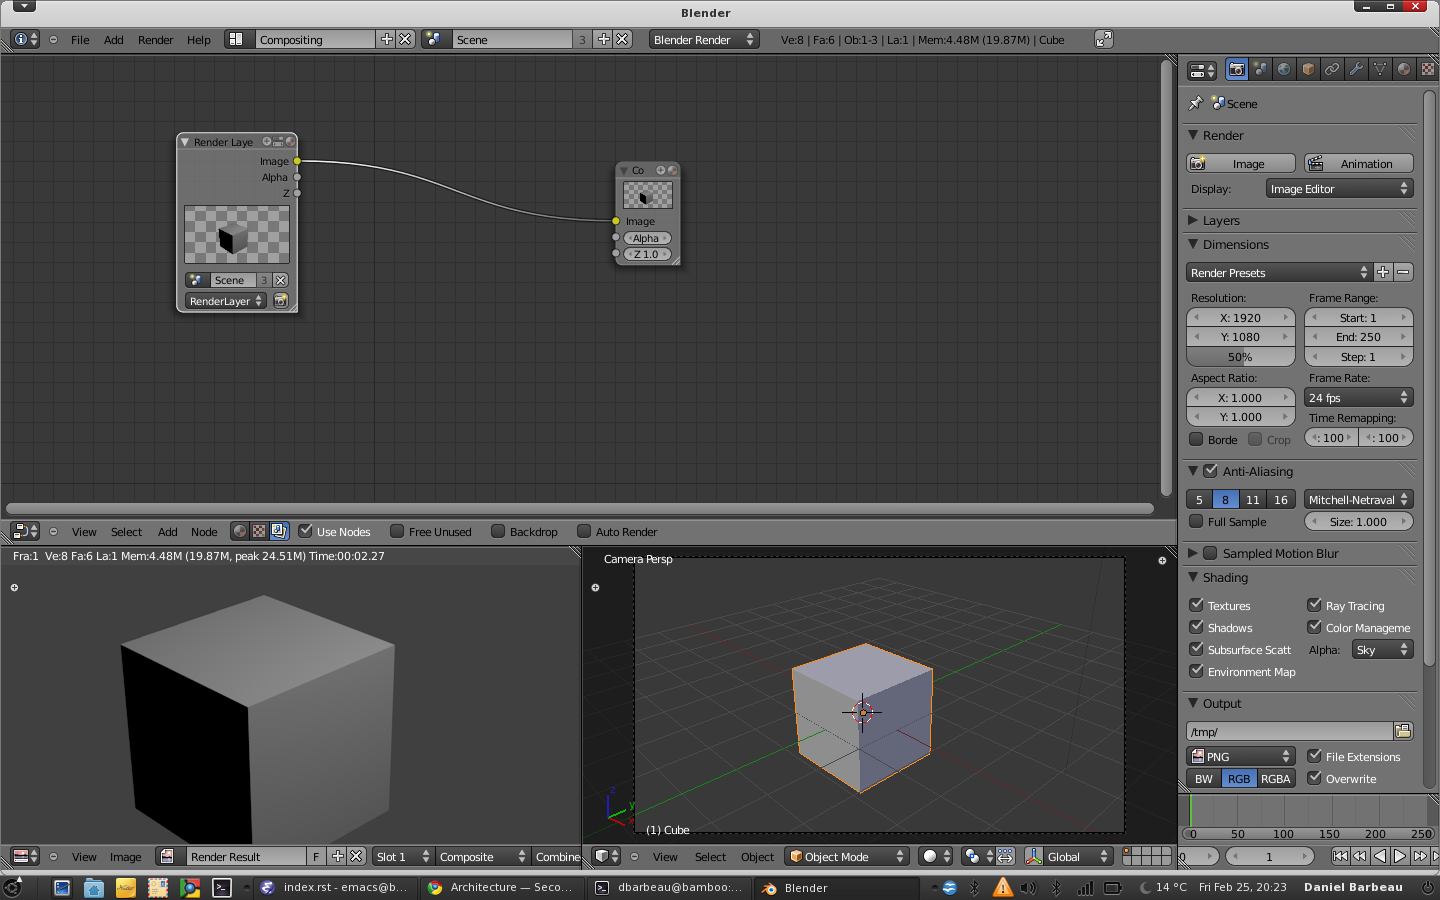 Blender
File Add Render Help Compositing Scene 3 Blender Render Ve:8 | Fa:6 | Ob:1-3 | La:1 | Mem:4.48M (19.87M) | Cube
Render Laye
Image
Alpha
Z
Scene 3
RenderLayer
Co
Image
Alpha
Z 1.0
View Select Add Node Use Nodes Free Unused Backdrop Auto Render
Fra:1 Ve:8 Fa:6 La:1 Mem:4.48M (19.87M, peak 24.51M) Time:00:02.27
View Image Render Result F Slot 1 Composite Combine
Camera Persp
z
y
(1) Cube
View Select Object Object Mode Global
Scene
Render
Image Animation
Display: Image Editor
Layers
Dimensions
Render Presets
Resolution: Frame Range:
X: 1920 Start: 1
Y: 1080 End: 250
50% Step: 1
Aspect Ratio: Frame Rate:
X: 1.000 24 fps
Y: 1.000 Time Remapping:
Borde Crop : 100 : 100
Anti-Aliasing
5 8 11 16 Mitchell-Netraval
Full Sample Size: 1.000
Sampled Motion Blur
Shading
Textures Ray Tracing
Shadows Color Manageme
Subsurface Scatt Alpha: Sky
Environment Map
Output
/tmp/
PNG File Extensions
BW RGB RGBA Overwrite
0 50 100 150 200 250
0 1
index.rst - emacs@b... Architecture — Seco... dbarbeau@bamboo:... Blender 14 °C Fri Feb 25, 20:23 Daniel Barbeau